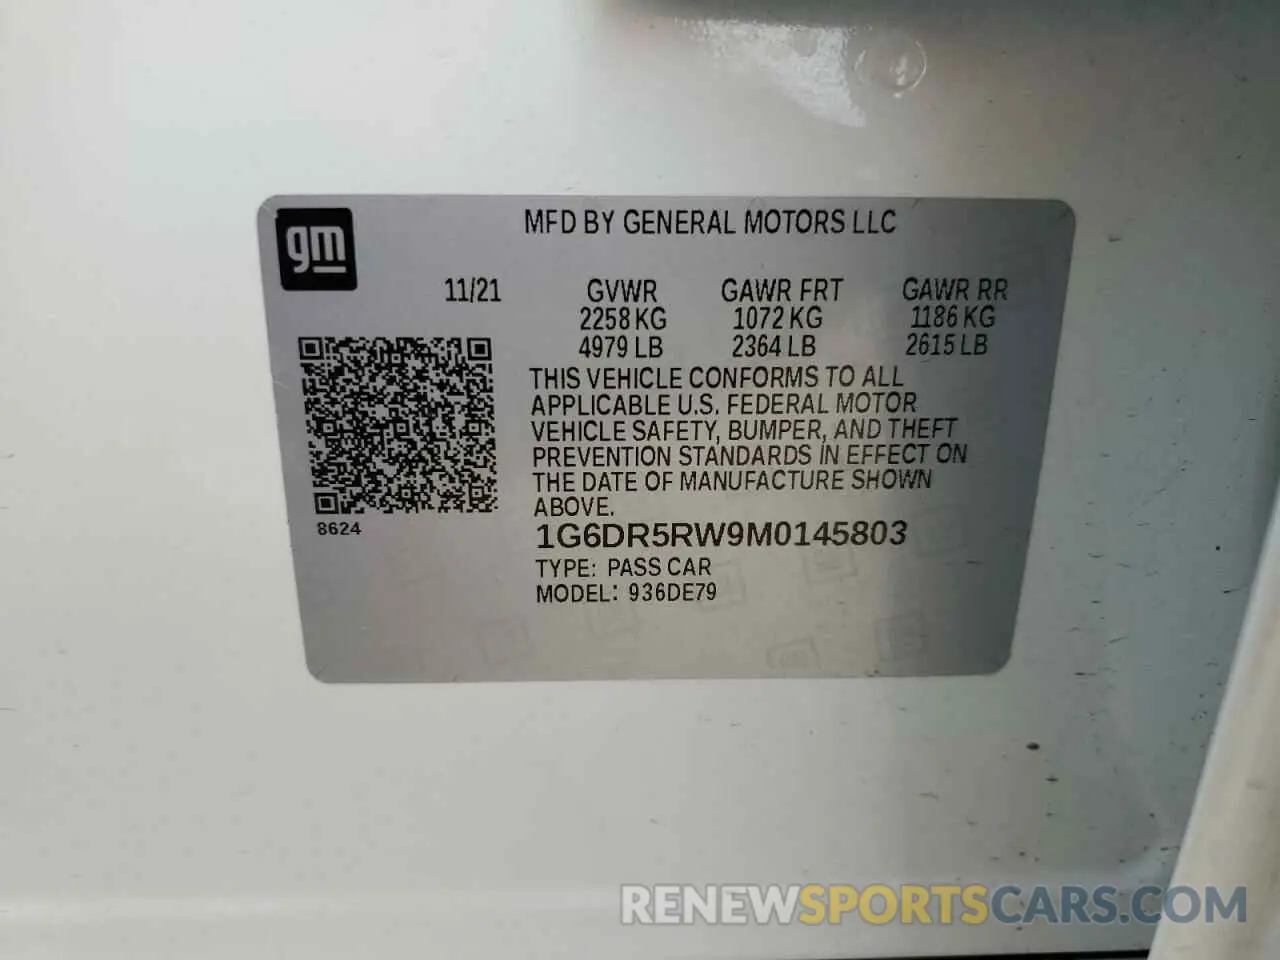 gm
MFD BY GENERAL MOTORS LLC
11/21 GVWR GAWR FRT GAWR RR
2258 KG 1072 KG 1186 KG
4979 LB 2364 LB 2615 LB
THIS VEHICLE CONFORMS TO ALL
APPLICABLE U.S. FEDERAL MOTOR
VEHICLE SAFETY, BUMPER, AND THEFT
PREVENTION STANDARDS IN EFFECT ON
THE DATE OF MANUFACTURE SHOWN
ABOVE.
8624
1G6DR5RW9M0145803
TYPE: PASS CAR
MODEL: 936DE79
RENEWSPORTSCARS.COM